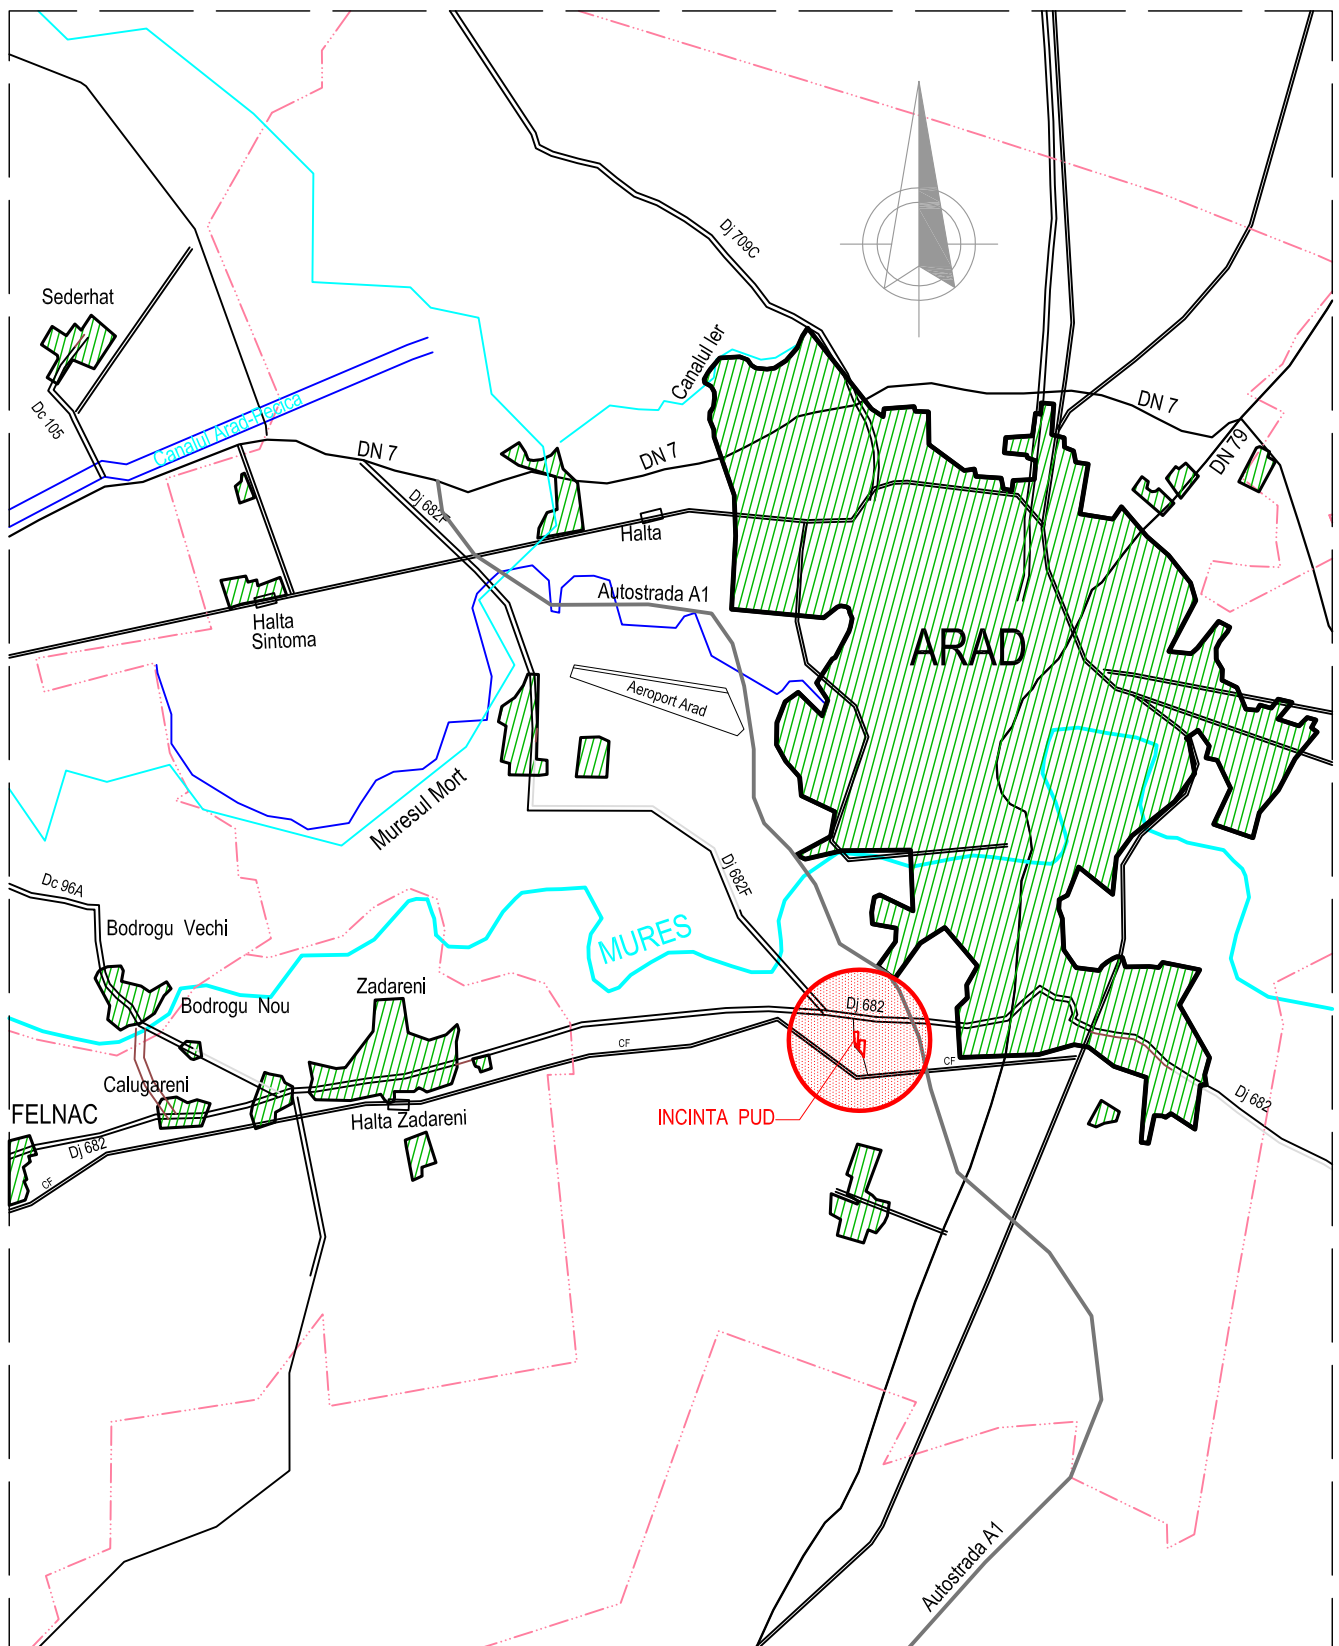 Dj 709C
Sederhat
Canalul Ier
Dc 105
Canalul Arad-Pecica
DN 7
DN 7
DN 7
DN 79
Dj 682F
Halta
Halta
Sintoma
Autostrada A1
ARAD
Aeroport Arad
Muresul Mort
Dj 682F
Dc 96A
Bodrogu Vechi
MURES
Bodrogu Nou
Zadareni
Dj 682
CF
CF
Calugareni
FELNAC
Halta Zadareni
INCINTA PUD
Dj 682
Dj 682
CF
Autostrada A1